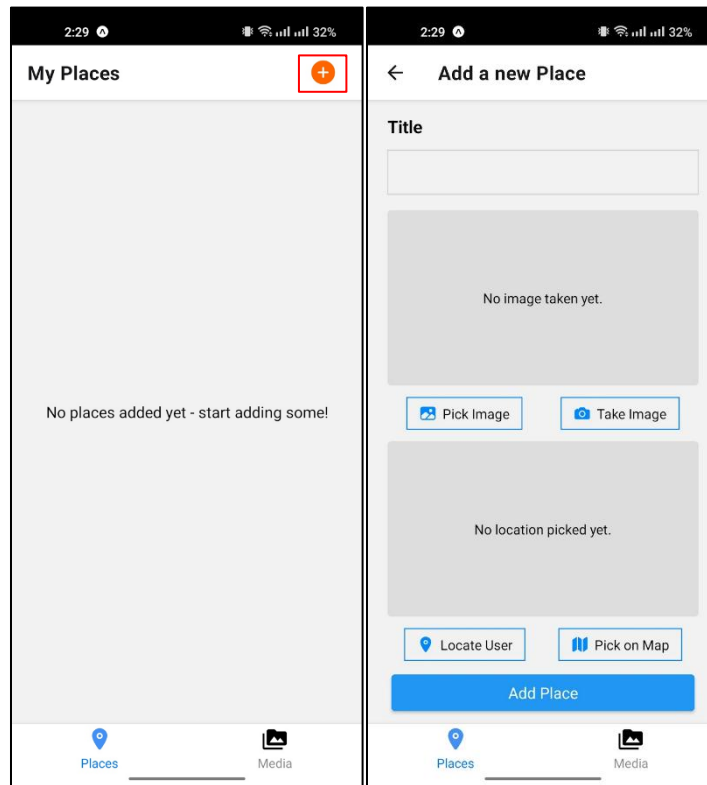 2:29
32%
My Places
No places added yet - start adding some!
Places
Media
2:29
32%
Add a new Place
Title
No image taken yet.
Pick Image
Take Image
No location picked yet.
Locate User
Pick on Map
Add Place
Places
Media